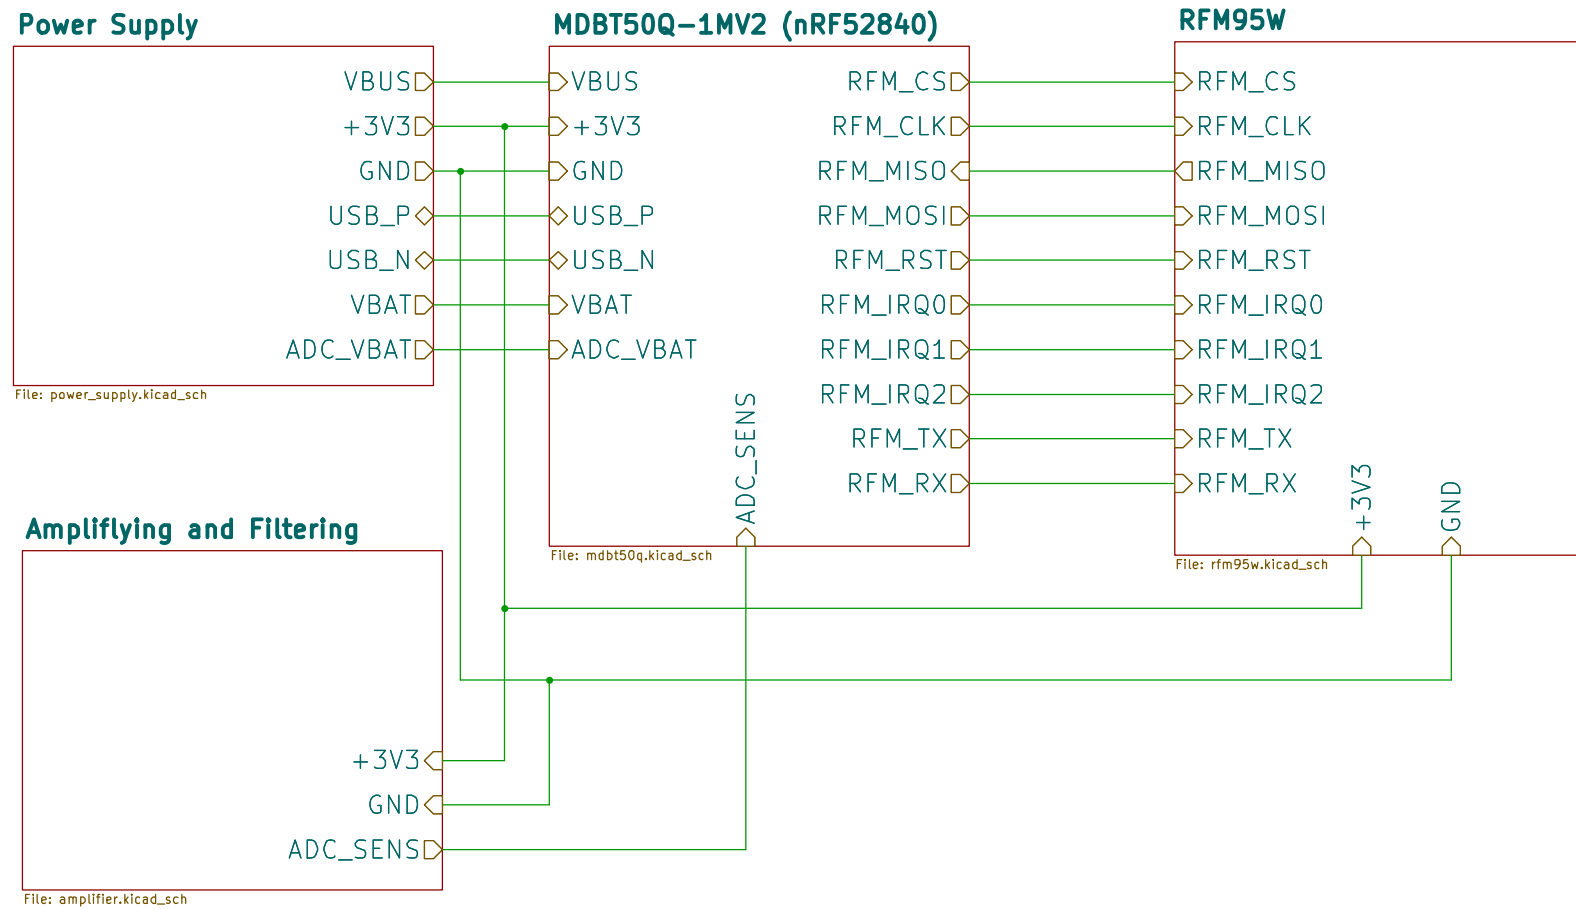 Power Supply
VBUS
+3V3
GND
USB_P
USB_N
VBAT
ADC_VBAT
File: power_supply.kicad_sch
MDBT50Q-1MV2 (nRF52840)
VBUS
+3V3
GND
USB_P
USB_N
VBAT
ADC_VBAT
ADC_SENS
RFM_CS
RFM_CLK
RFM_MISO
RFM_MOSI
RFM_RST
RFM_IRQ0
RFM_IRQ1
RFM_IRQ2
RFM_TX
RFM_RX
File: mdbt50q.kicad_sch
RFM95W
RFM_CS
RFM_CLK
RFM_MISO
RFM_MOSI
RFM_RST
RFM_IRQ0
RFM_IRQ1
RFM_IRQ2
RFM_TX
RFM_RX
+3V3
GND
File: rfm95w.kicad_sch
Ampliflying and Filtering
+3V3
GND
ADC_SENS
File: amplifier.kicad_sch